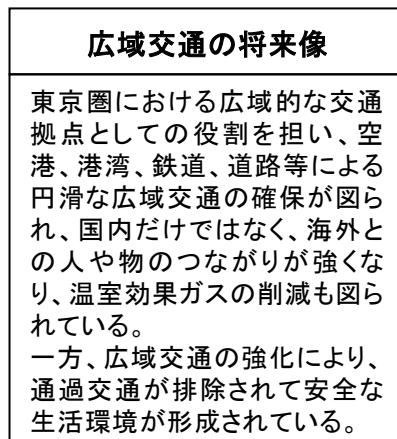 広域交通の将来像
東京圏における広域的な交通
拠点としての役割を担い、空
港、港湾、鉄道、道路等による
円滑な広域交通の確保が図ら
れ、国内だけではなく、海外と
の人や物のつながりが強くな
り、温室効果ガスの削減も図ら
れている。
一方、広域交通の強化により、
通過交通が排除されて安全な
生活環境が形成されている。